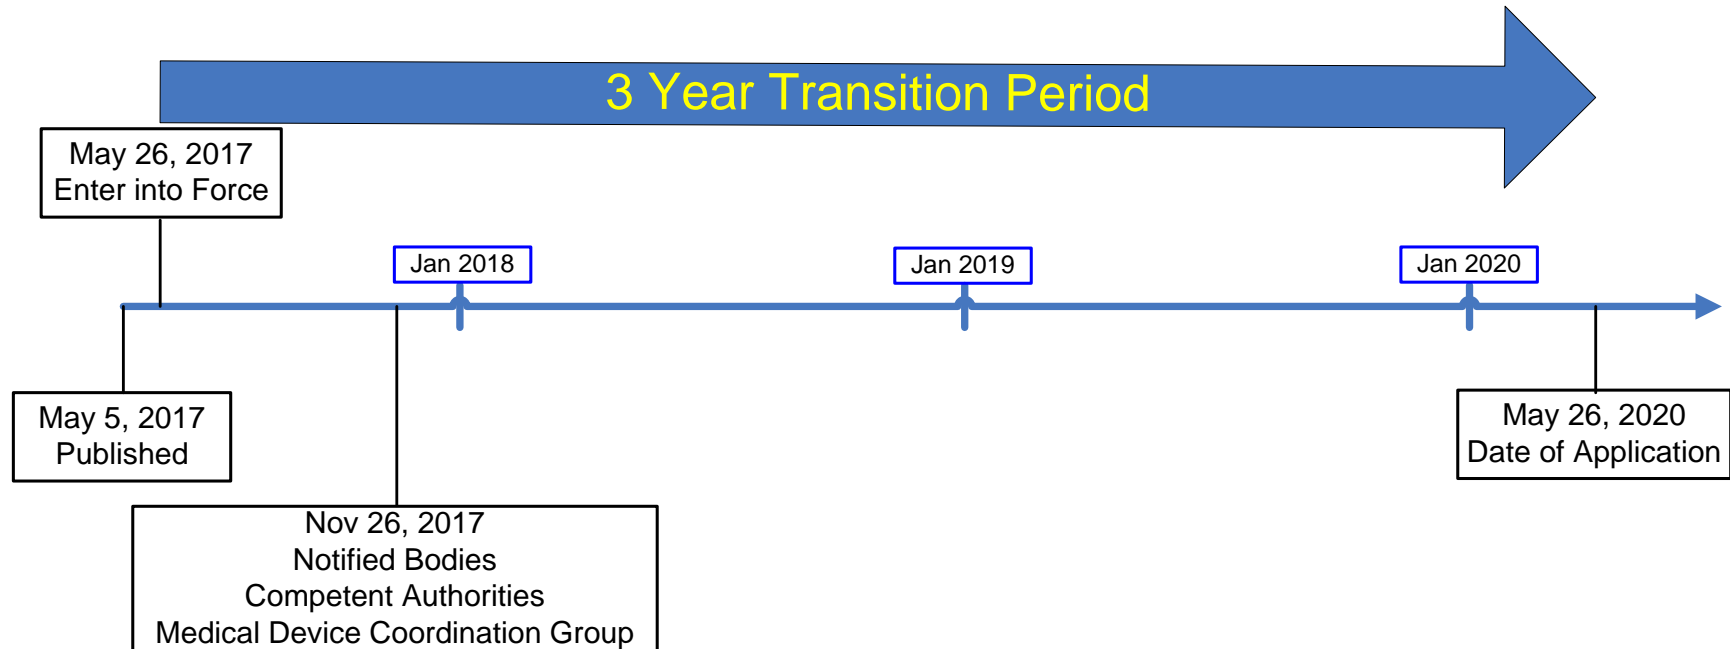 3 Year Transition Period
May 26, 2017
Enter into Force
Jan 2018
Jan 2019
Jan 2020
May 5, 2017
Published
May 26, 2020
Date of Application
Nov 26, 2017
Notified Bodies
Competent Authorities
Medical Device Coordination Group